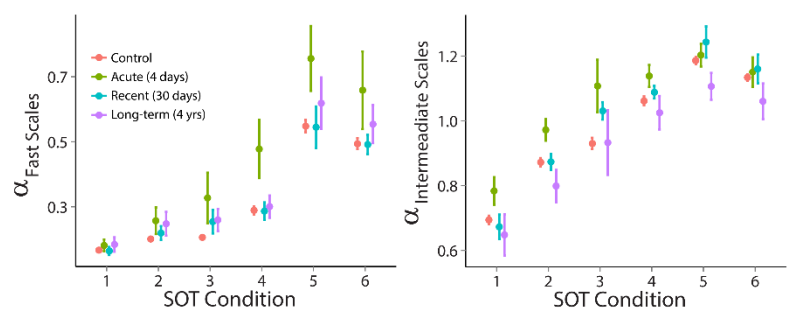 α Fast Scales
0.7
0.5
0.3
Control
Acute (4 days)
Recent (30 days)
Long-term (4 yrs)
1 2 3 4 5 6
SOT Condition
α Intermeadiate Scales
1.2
1.0
0.8
0.6
1 2 3 4 5 6
SOT Condition